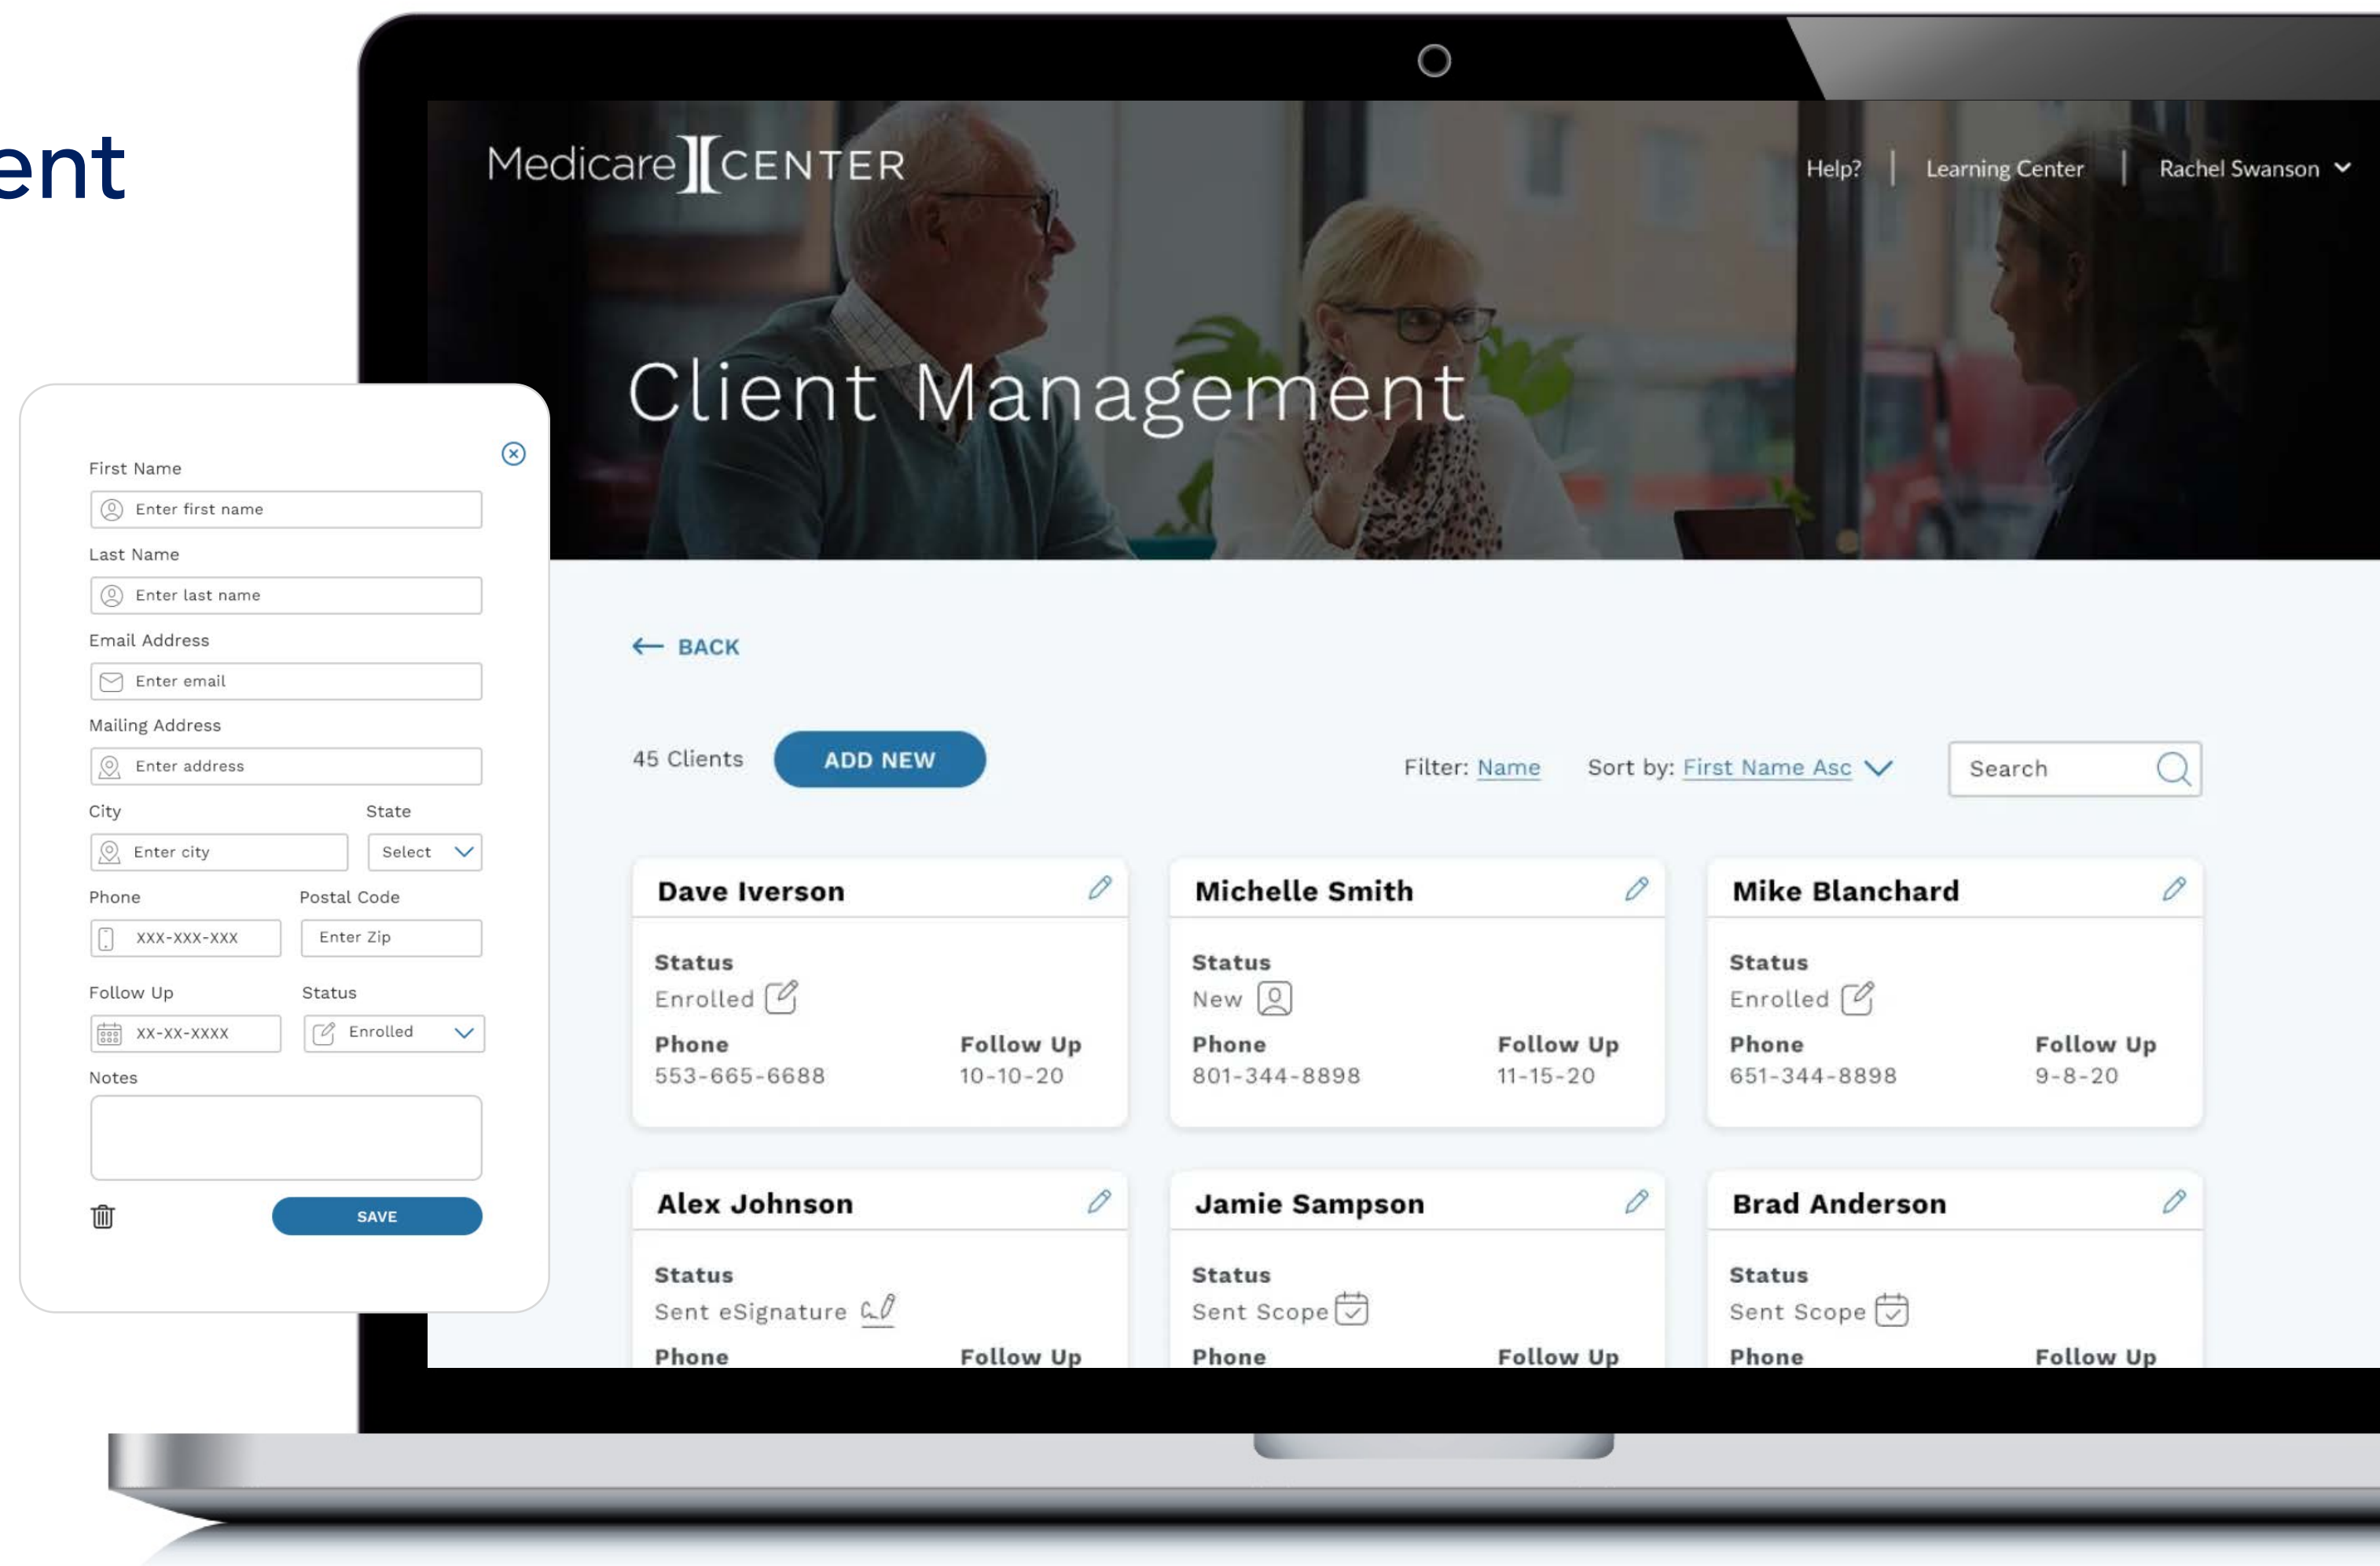 ent
Medicare CENTER
Help? | Learning Center | Rachel Swanson
Client Management
First Name
Enter first name
Last Name
Enter last name
Email Address
Enter email
Mailing Address
Enter address
City State
Enter city Select
Phone Postal Code
XXX-XXX-XXX Enter Zip
Follow Up Status
XX-XX-XXXX Enrolled
Notes
SAVE
← BACK
45 Clients ADD NEW Filter: Name Sort by: First Name Asc Search
Dave Iverson
Status
Enrolled
Phone Follow Up
553-665-6688 10-10-20
Michelle Smith
Status
New
Phone Follow Up
801-344-8898 11-15-20
Mike Blanchard
Status
Enrolled
Phone Follow Up
651-344-8898 9-8-20
Alex Johnson
Status
Sent eSignature
Phone Follow Up
Jamie Sampson
Status
Sent Scope
Phone Follow Up
Brad Anderson
Status
Sent Scope
Phone Follow Up